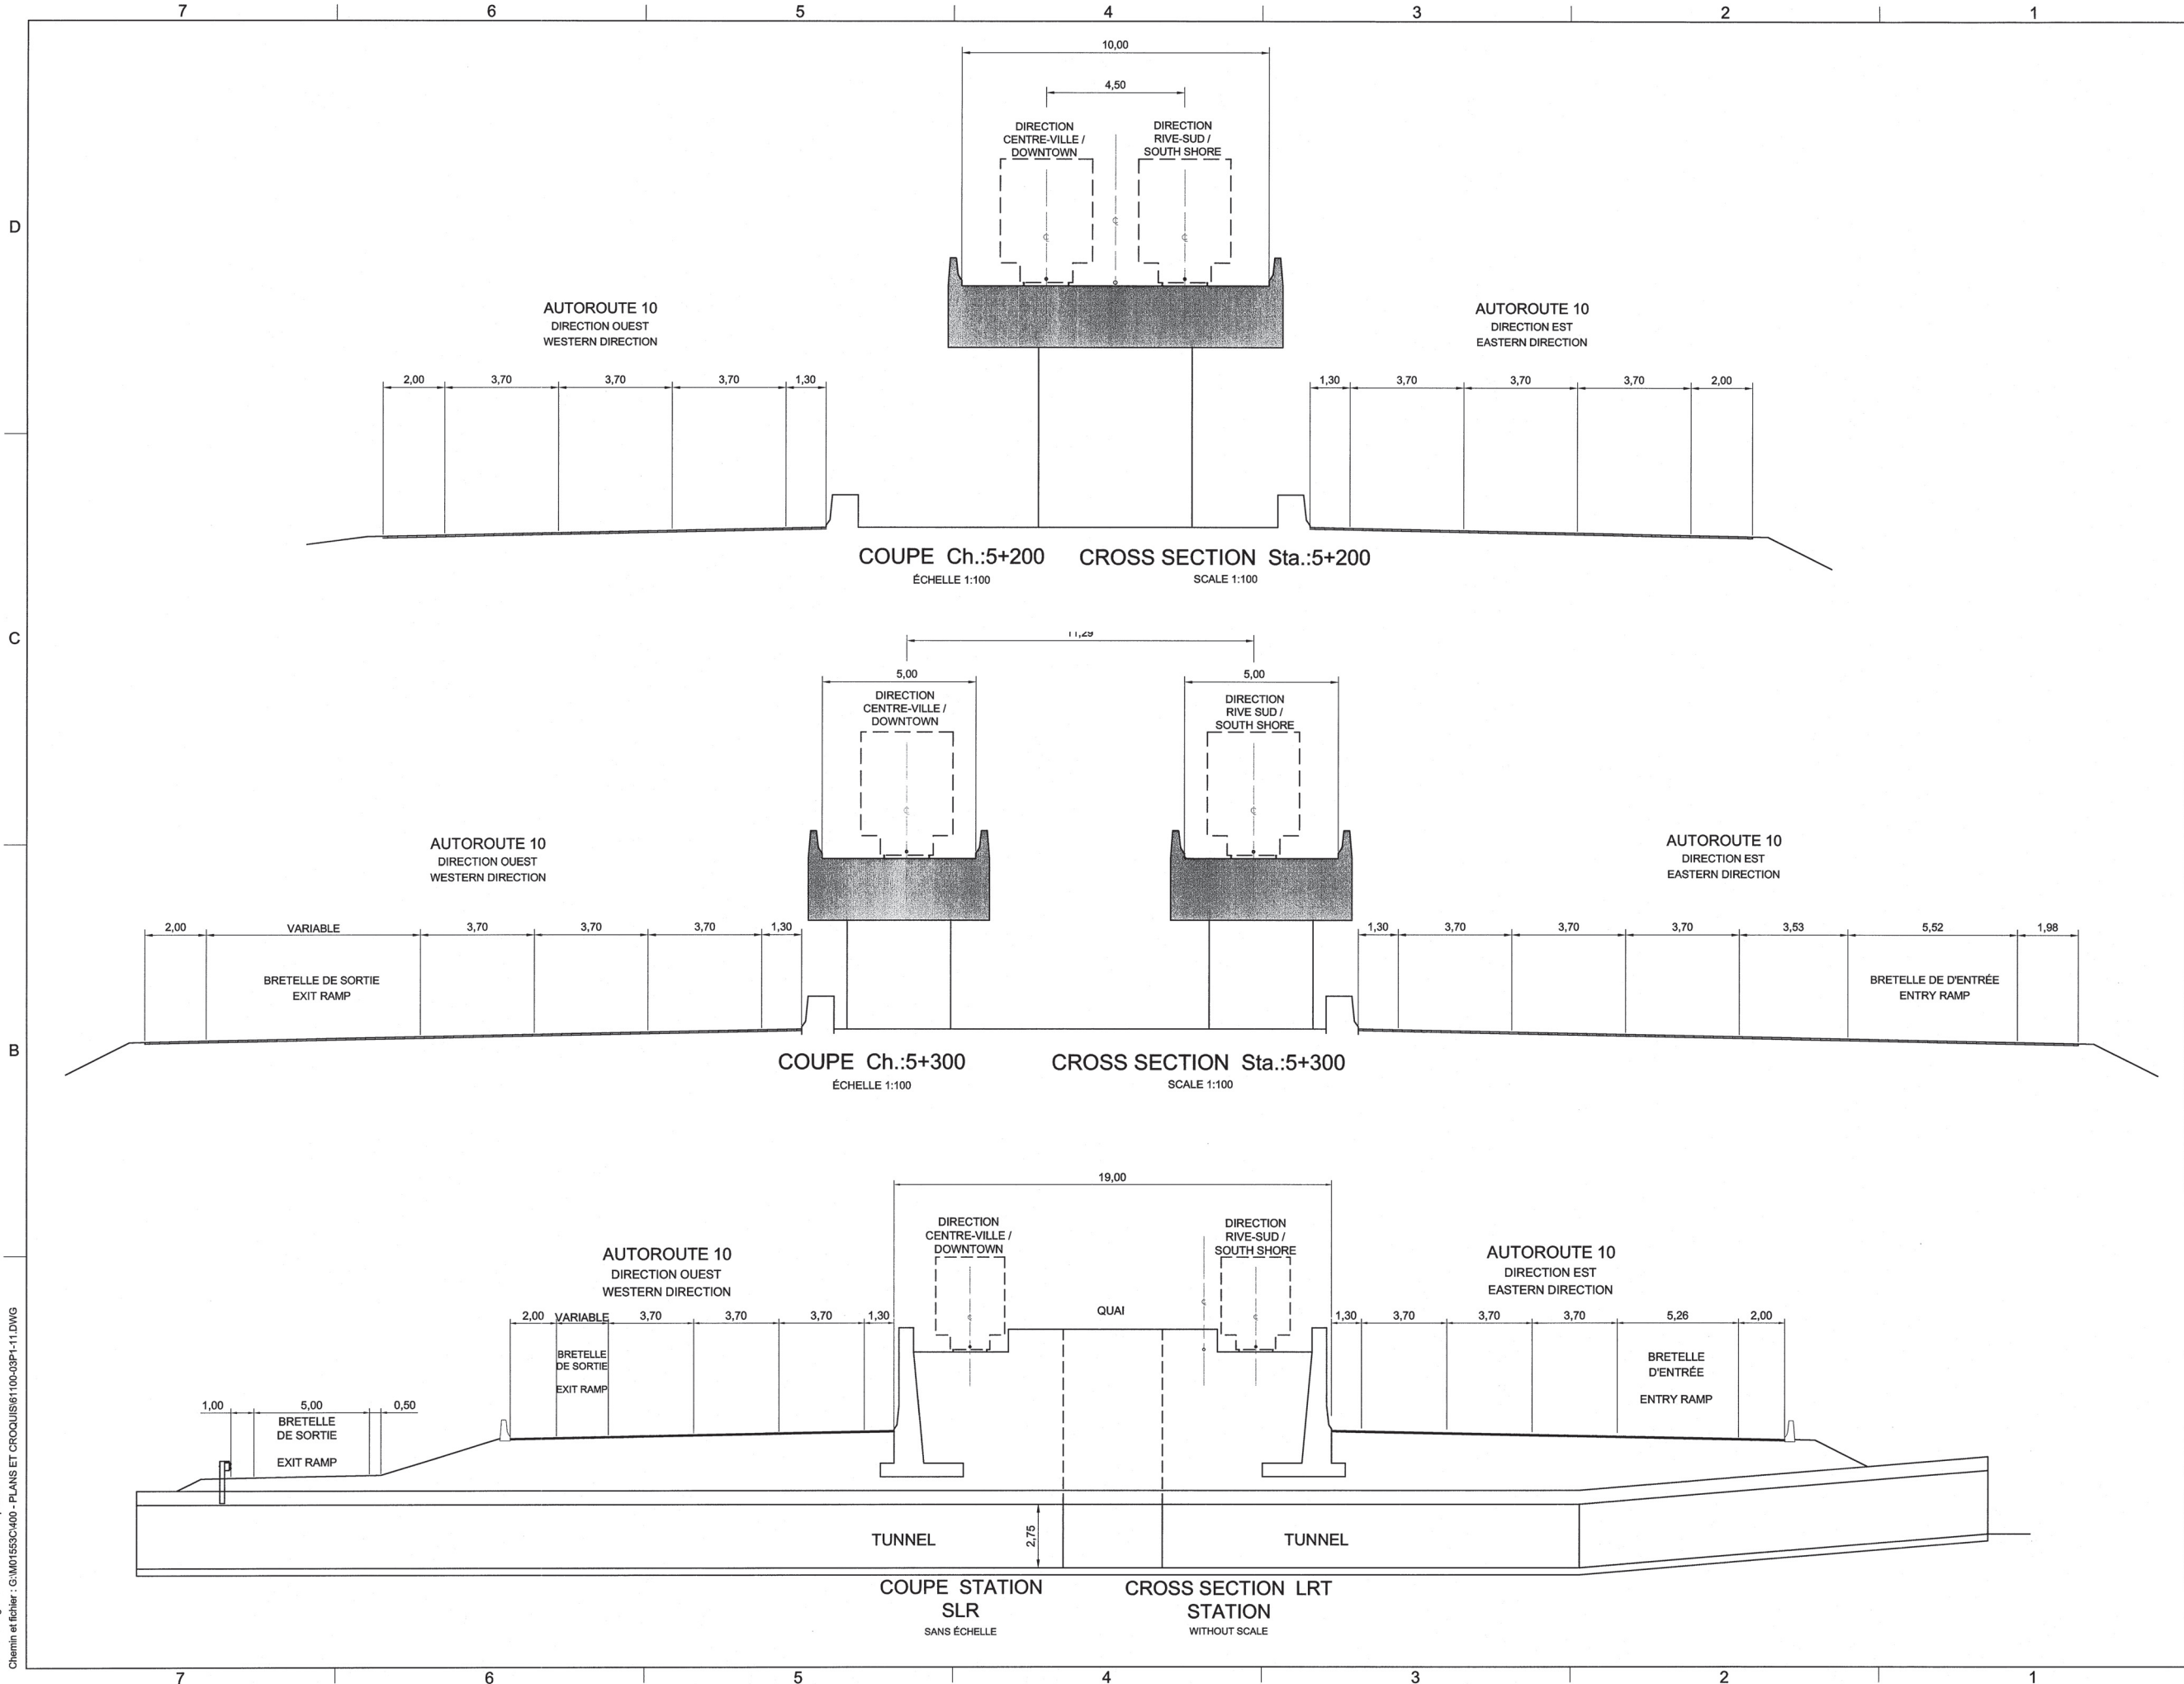 7 6 5 4 3 2 1
10,00
4,50
DIRECTION
CENTRE-VILLE /
DOWNTOWN
DIRECTION
RIVE-SUD /
SOUTH SHORE
D
AUTOROUTE 10
DIRECTION OUEST
WESTERN DIRECTION
AUTOROUTE 10
DIRECTION EST
EASTERN DIRECTION
2,00 3,70 3,70 3,70 1,30
1,30 3,70 3,70 3,70 2,00
COUPE Ch.:5+200
ÉCHELLE 1:100
CROSS SECTION Sta.:5+200
SCALE 1:100
C
11,29
5,00
5,00
DIRECTION
CENTRE-VILLE /
DOWNTOWN
DIRECTION
RIVE SUD /
SOUTH SHORE
AUTOROUTE 10
DIRECTION OUEST
WESTERN DIRECTION
AUTOROUTE 10
DIRECTION EST
EASTERN DIRECTION
2,00 VARIABLE 3,70 3,70 3,70 1,30
1,30 3,70 3,70 3,70 3,53 5,52 1,98
BRETELLE DE SORTIE
EXIT RAMP
BRETELLE DE D'ENTRÉE
ENTRY RAMP
B
COUPE Ch.:5+300
ÉCHELLE 1:100
CROSS SECTION Sta.:5+300
SCALE 1:100
19,00
DIRECTION
CENTRE-VILLE /
DOWNTOWN
DIRECTION
RIVE-SUD /
SOUTH SHORE
AUTOROUTE 10
DIRECTION OUEST
WESTERN DIRECTION
AUTOROUTE 10
DIRECTION EST
EASTERN DIRECTION
QUAI
2,00 VARIABLE 3,70 3,70 3,70 1,30
1,30 3,70 3,70 3,70 5,26 2,00
BRETELLE
DE SORTIE
EXIT RAMP
BRETELLE
D'ENTRÉE
ENTRY RAMP
1,00 5,00 0,50
BRETELLE
DE SORTIE
EXIT RAMP
TUNNEL
2,75
TUNNEL
COUPE STATION
SLR
SANS ÉCHELLE
CROSS SECTION LRT
STATION
WITHOUT SCALE
Chemin et fichier : G:\M01553C\400 - PLANS ET CROQUIS\61100-03P1-11.DWG
7 6 5 4 3 2 1